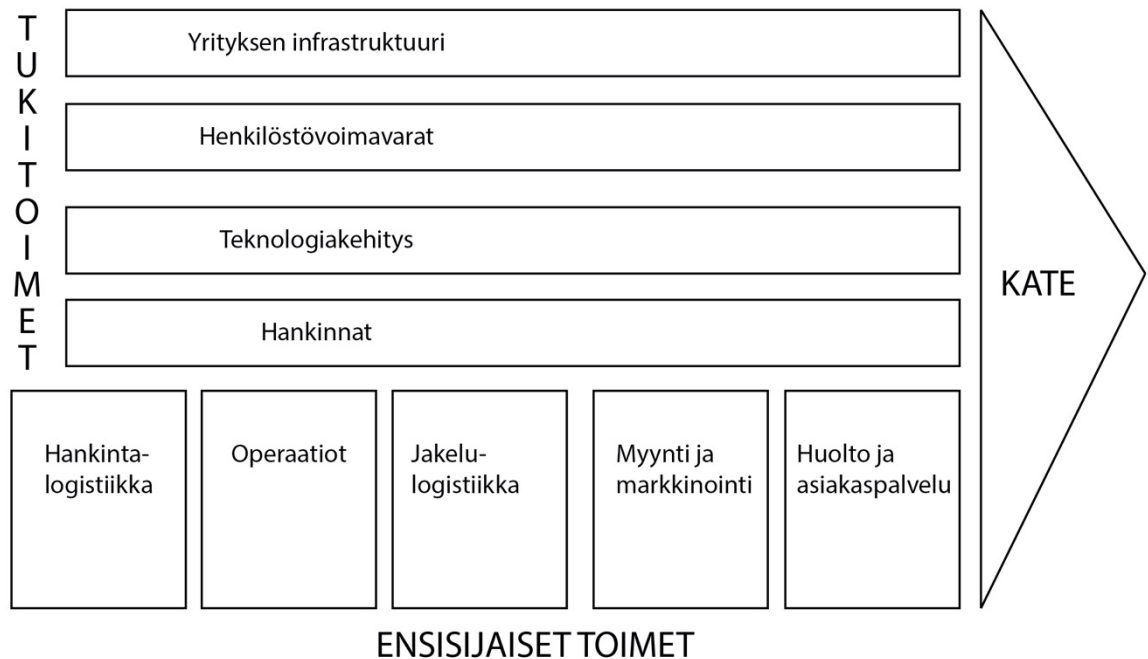 TUKITOIMET
Yrityksen infrastruktuuri
Henkilöstövoimavarat
Teknologiakehitys
Hankinnat
KATE
Hankinta-
logistiikka
Operaatiot
Jakelu-
logistiikka
Myynti ja
markkinointi
Huolto ja
asiakaspalvelu
ENSISIJAISET TOIMET